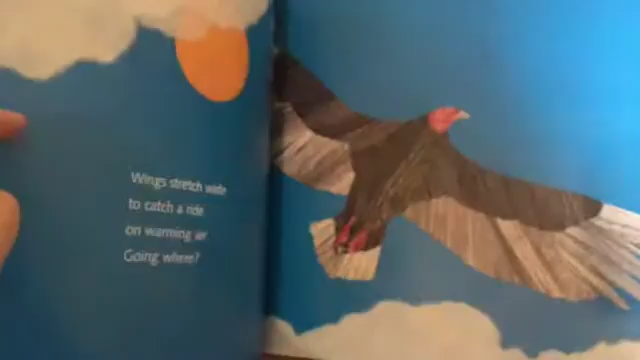 Wings stretch wide
to catch a ride
on warming air
Going where?